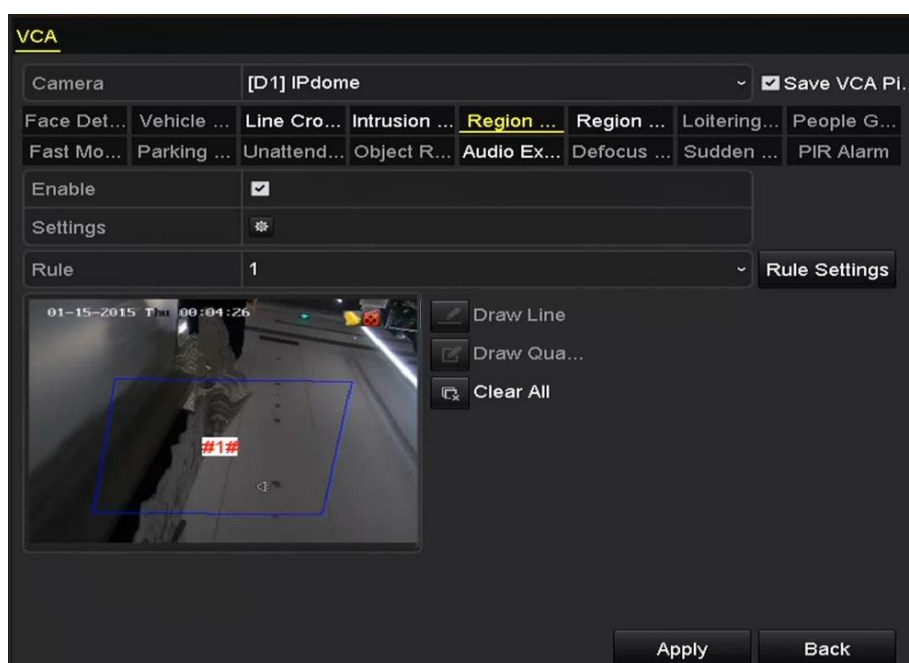 VCA
Camera [D1] IPdome Save VCA Pi..
Face Det... Vehicle ... Line Cro... Intrusion ... Region ... Region ... Loitering... People G...
Fast Mo... Parking ... Unattend... Object R... Audio Ex... Defocus ... Sudden ... PIR Alarm
Enable
Settings
Rule 1 Rule Settings
01-15-2015 Thu 00:04:26
Draw Line
Draw Qua...
Clear All
#1#
Apply Back